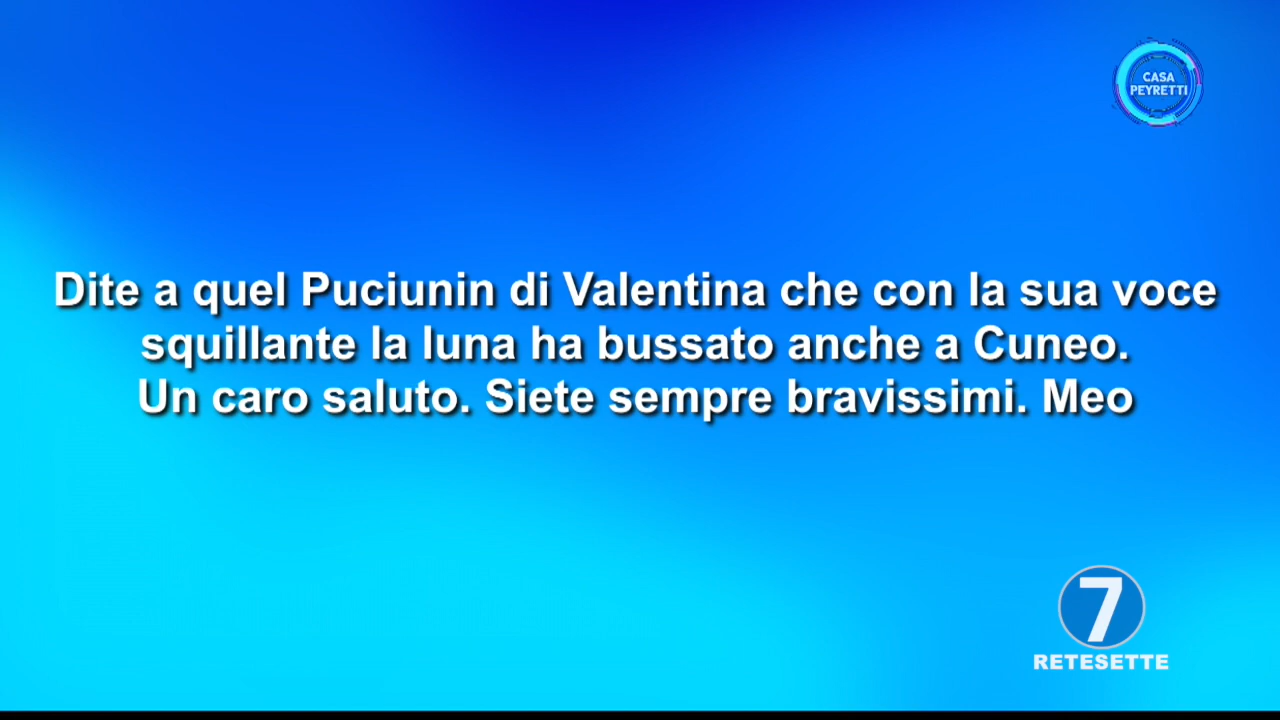 CASA
PEYRETTI
Dite a quel Puciunin di Valentina che con la sua voce
squillante la luna ha bussato anche a Cuneo.
Un caro saluto. Siete sempre bravissimi. Meo
7
RETESETTE